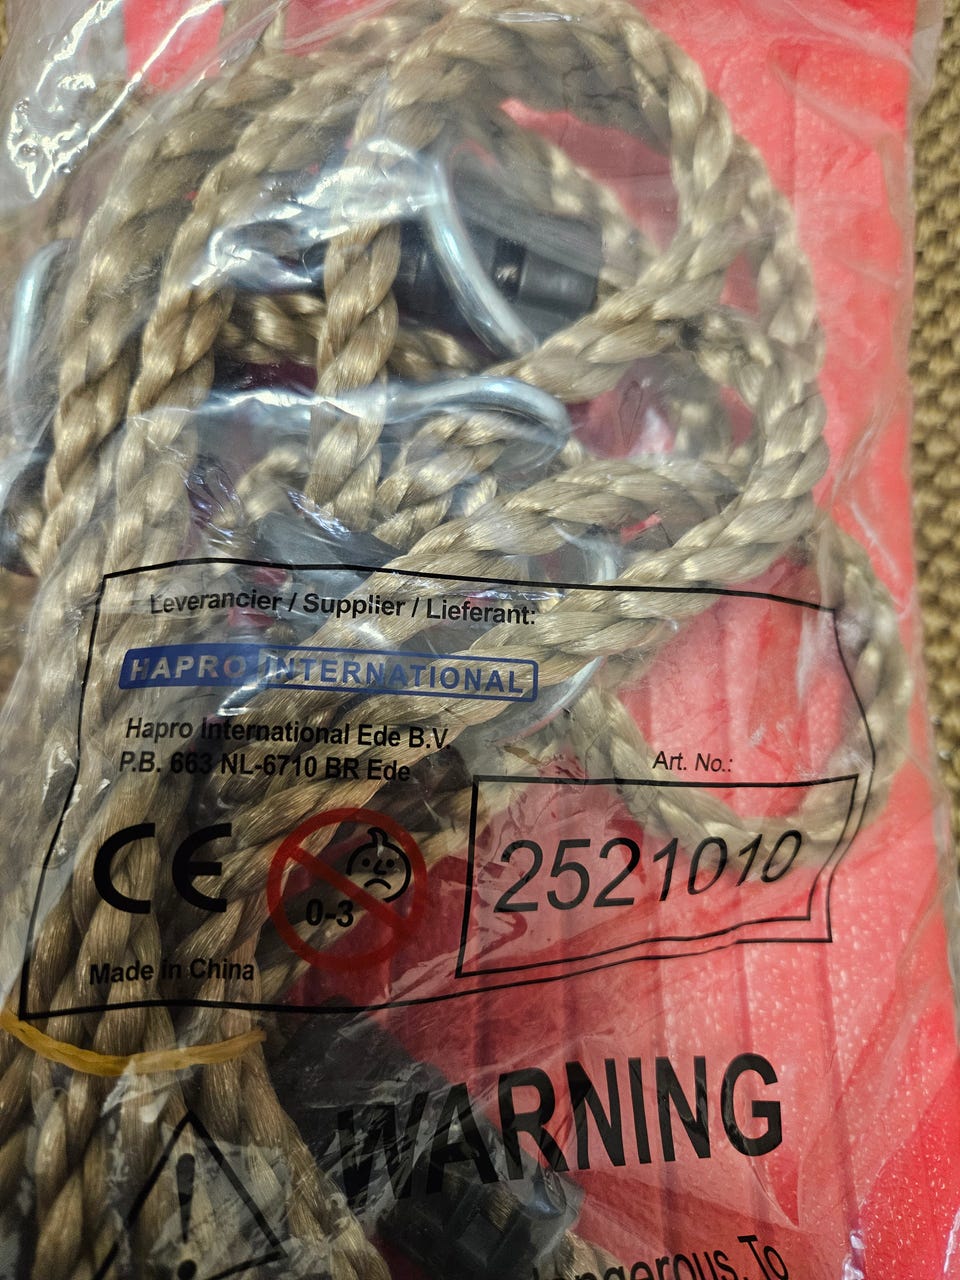 Leverancier / Supplier / Lieferant:
HAPRO INTERNATIONAL
Hapro International Ede B.V.
P.B. 663 NL-6710 BR Ede
Art. No.:
CE
0-3
2521010
Made in China
WARNING
To